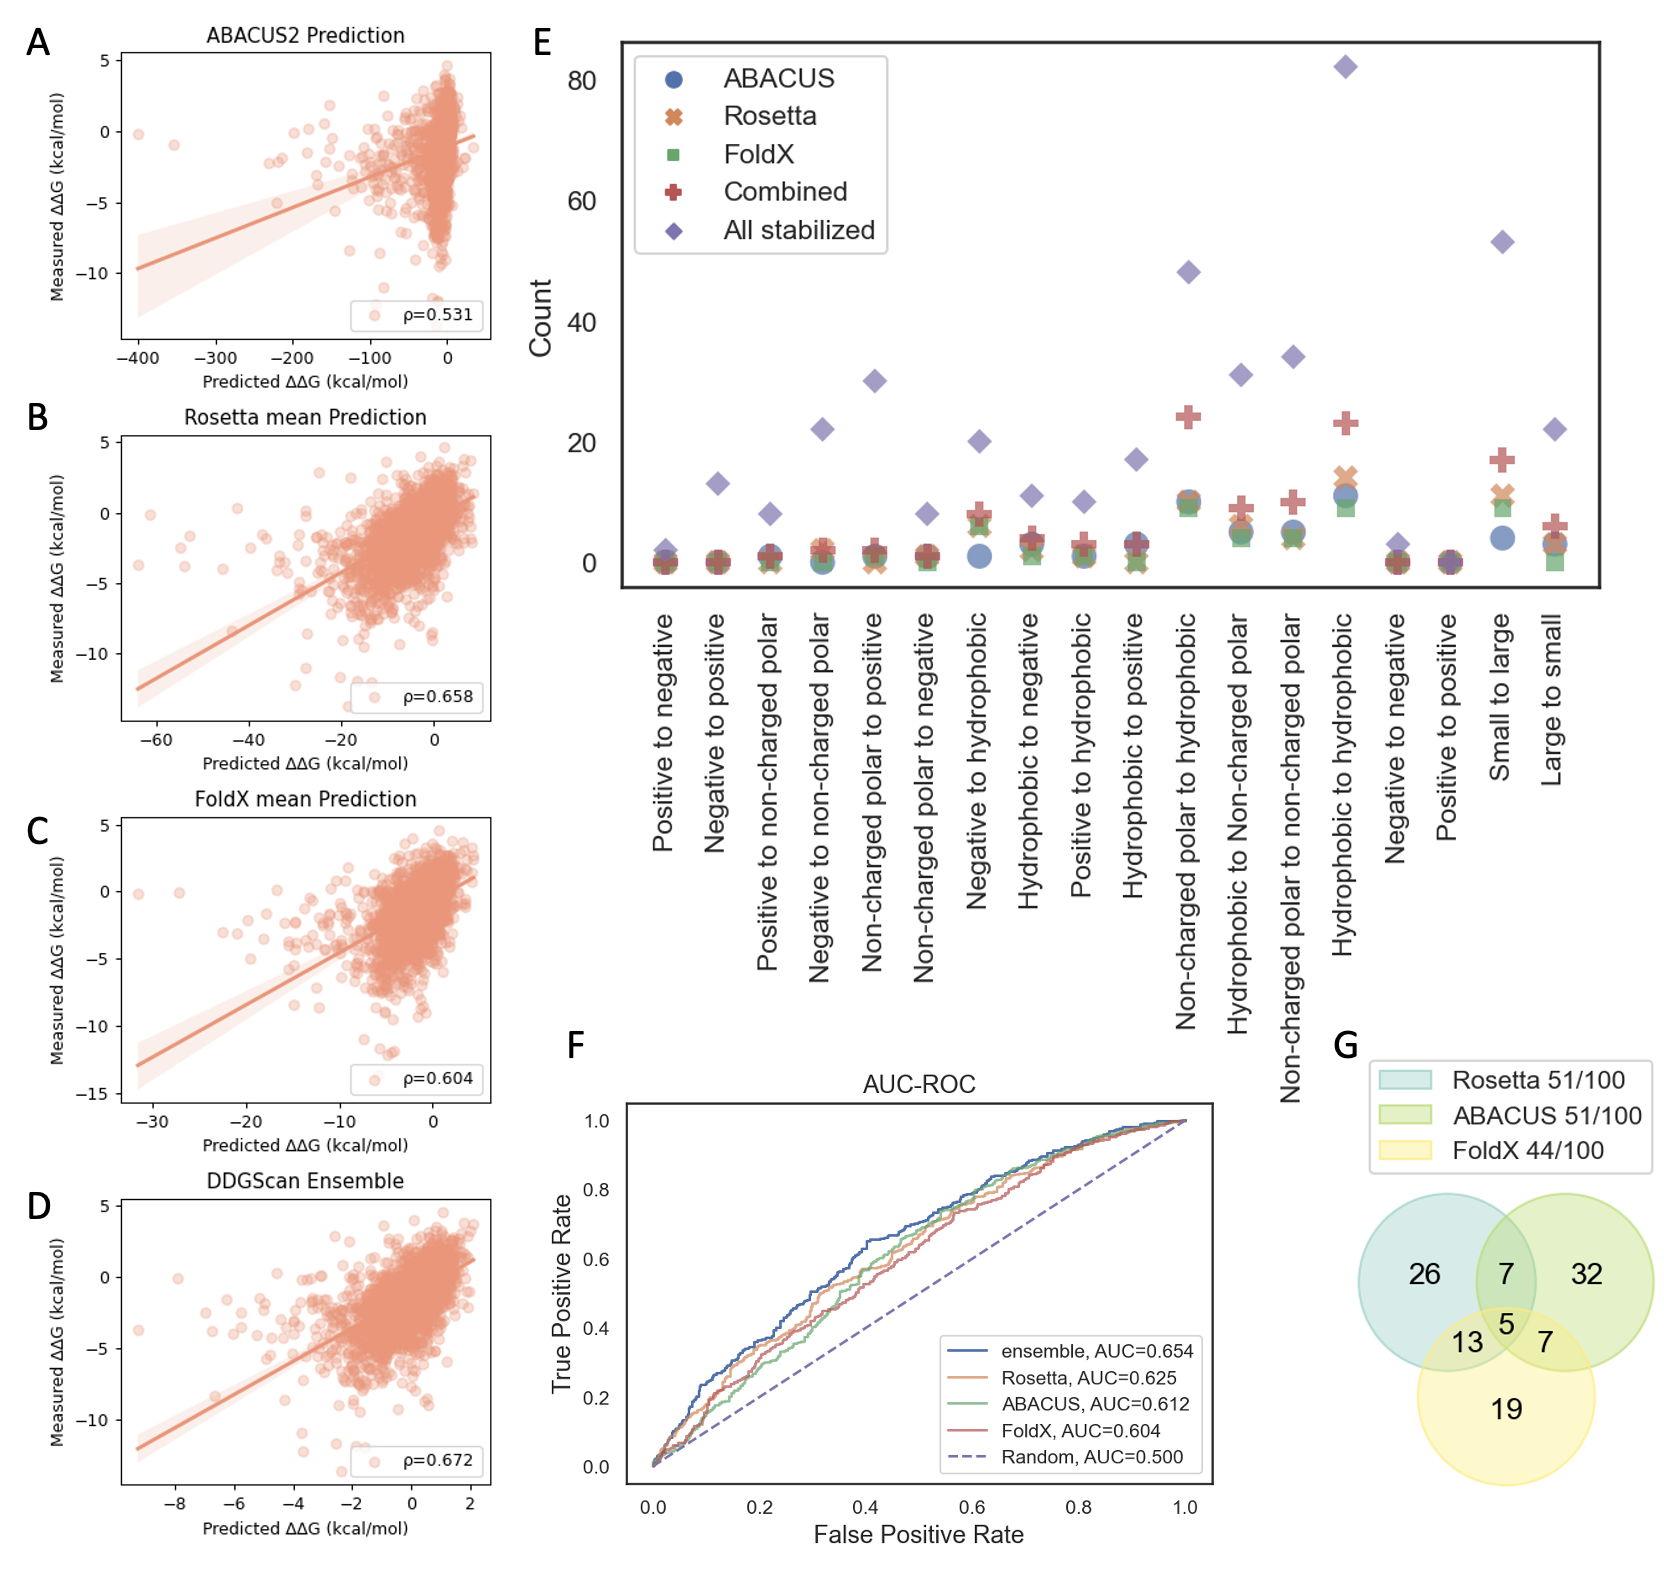 A
ABACUS2 Prediction
Measured ΔΔG (kcal/mol)
5
0
−5
−10
ρ=0.531
−400 −300 −200 −100 0
Predicted ΔΔG (kcal/mol)
B
Rosetta mean Prediction
Measured ΔΔG (kcal/mol)
5
0
−5
−10
ρ=0.658
−60 −40 −20 0
Predicted ΔΔG (kcal/mol)
C
FoldX mean Prediction
Measured ΔΔG (kcal/mol)
5
0
−5
−10
−15
ρ=0.604
−30 −20 −10 0
Predicted ΔΔG (kcal/mol)
D
DDGScan Ensemble
Measured ΔΔG (kcal/mol)
5
0
−5
−10
ρ=0.672
−8 −6 −4 −2 0 2
Predicted ΔΔG (kcal/mol)
E
ABACUS
Rosetta
FoldX
Combined
All stabilized
Count
80
60
40
20
0
Positive to negative
Negative to positive
Positive to non-charged polar
Negative to non-charged polar
Non-charged polar to positive
Non-charged polar to negative
Negative to hydrophobic
Hydrophobic to negative
Positive to hydrophobic
Hydrophobic to positive
Non-charged polar to hydrophobic
Hydrophobic to Non-charged polar
Non-charged polar to non-charged polar
Hydrophobic to hydrophobic
Negative to negative
Positive to positive
Small to large
Large to small
F
AUC-ROC
True Positive Rate
1.0
0.8
0.6
0.4
0.2
0.0
ensemble, AUC=0.654
Rosetta, AUC=0.625
ABACUS, AUC=0.612
FoldX, AUC=0.604
Random, AUC=0.500
0.0 0.2 0.4 0.6 0.8 1.0
False Positive Rate
G
Rosetta 51/100
ABACUS 51/100
FoldX 44/100
26 7 32
5
13 7
19